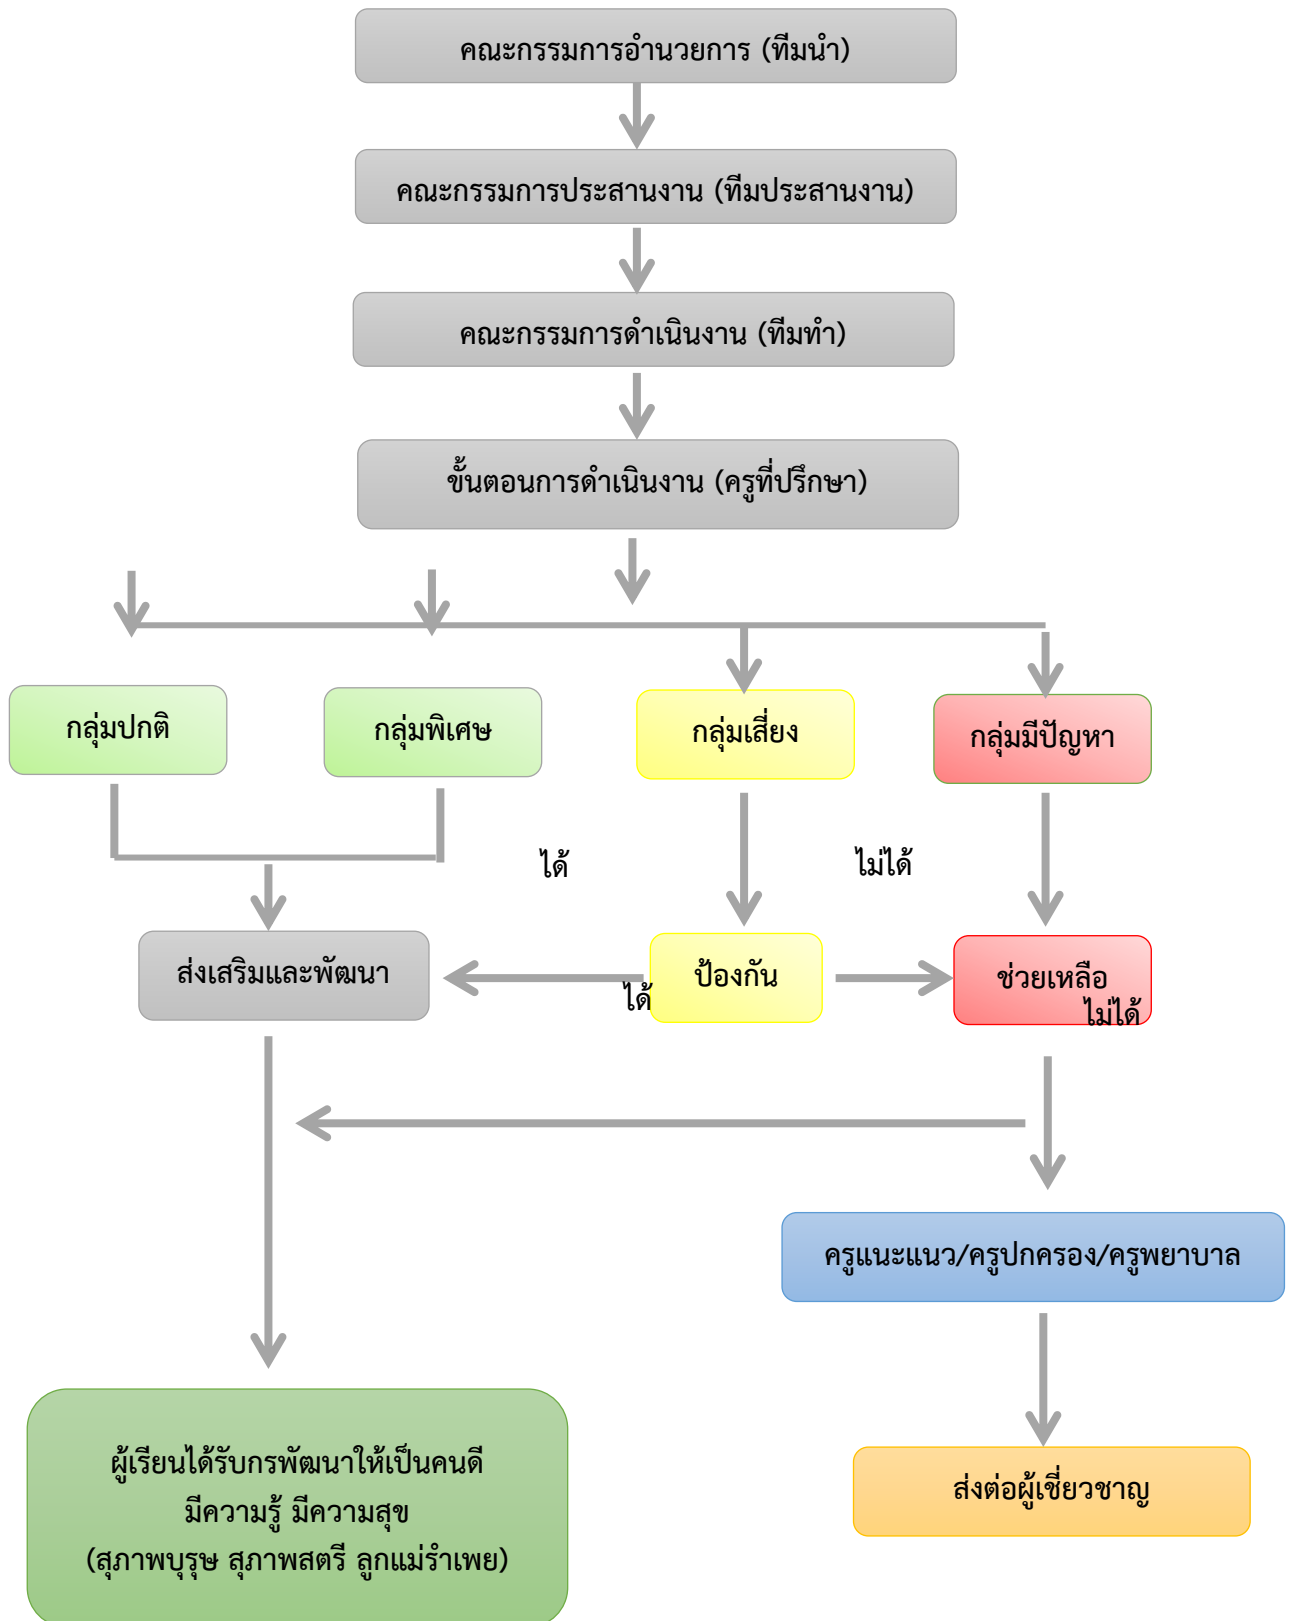 คณะกรรมการอำนวยการ (ทีมนำ)
คณะกรรมการประสานงาน (ทีมประสานงาน)
คณะกรรมการดำเนินงาน (ทีมทำ)
ขั้นตอนการดำเนินงาน (ครูที่ปรึกษา)
กลุ่มปกติ
กลุ่มพิเศษ
กลุ่มเสี่ยง
กลุ่มมีปัญหา
ได้
ไม่ได้
ส่งเสริมและพัฒนา
ป้องกัน
ช่วยเหลือ
ได้
ไม่ได้
ครูแนะแนว/ครูปกครอง/ครูพยาบาล
ผู้เรียนได้รับกรพัฒนาให้เป็นคนดี
มีความรู้ มีความสุข
(สุภาพบุรุษ สุภาพสตรี ลูกแม่รำเพย)
ส่งต่อผู้เชี่ยวชาญ